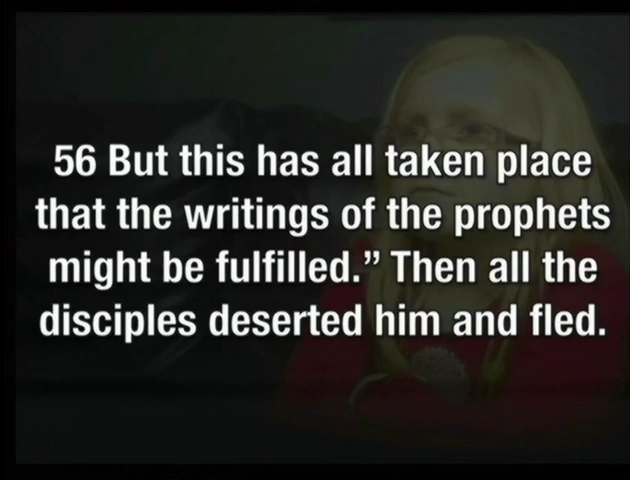 56 But this has all taken place
that the writings of the prophets
might be fulfilled.” Then all the
disciples deserted him and fled.